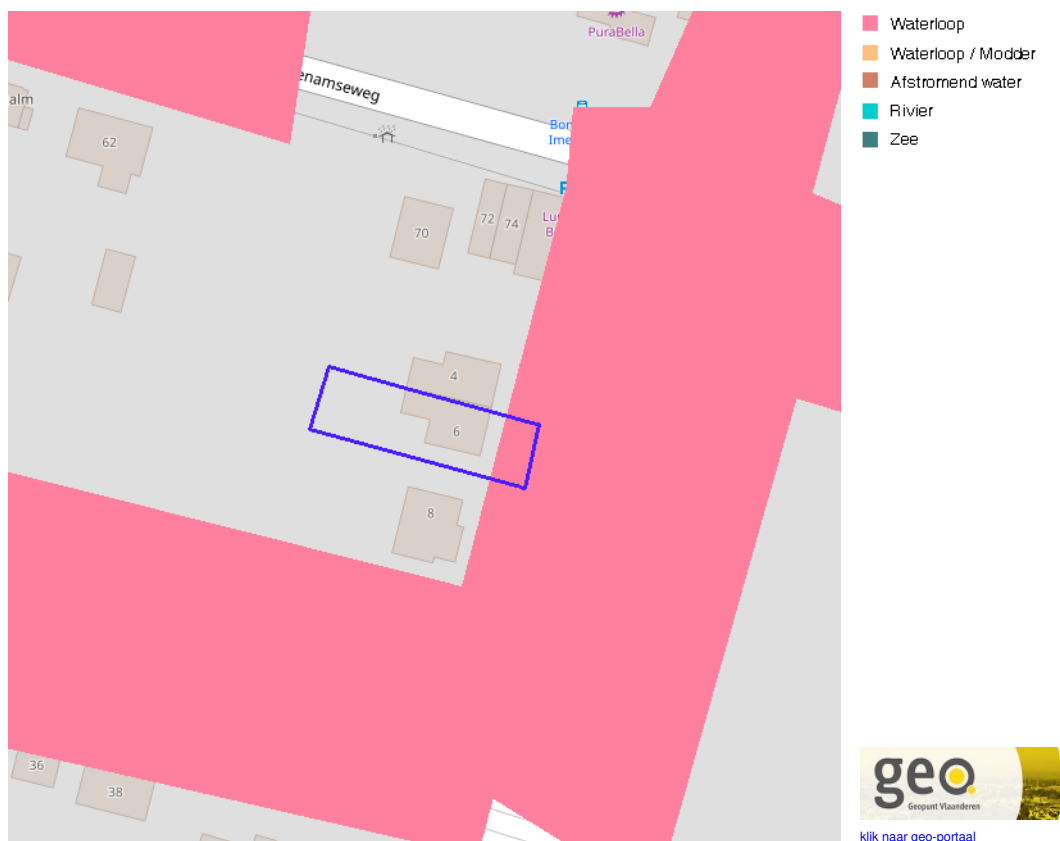 PuraBella
enamseweg
alm
62
Bon
Ime
72
74
70
Lu
B
4
6
8
36
38
Waterloop
Waterloop / Modder
Afstromend water
Rivier
Zee
geo
Geopunt Vlaanderen
klik naar geo-portaal